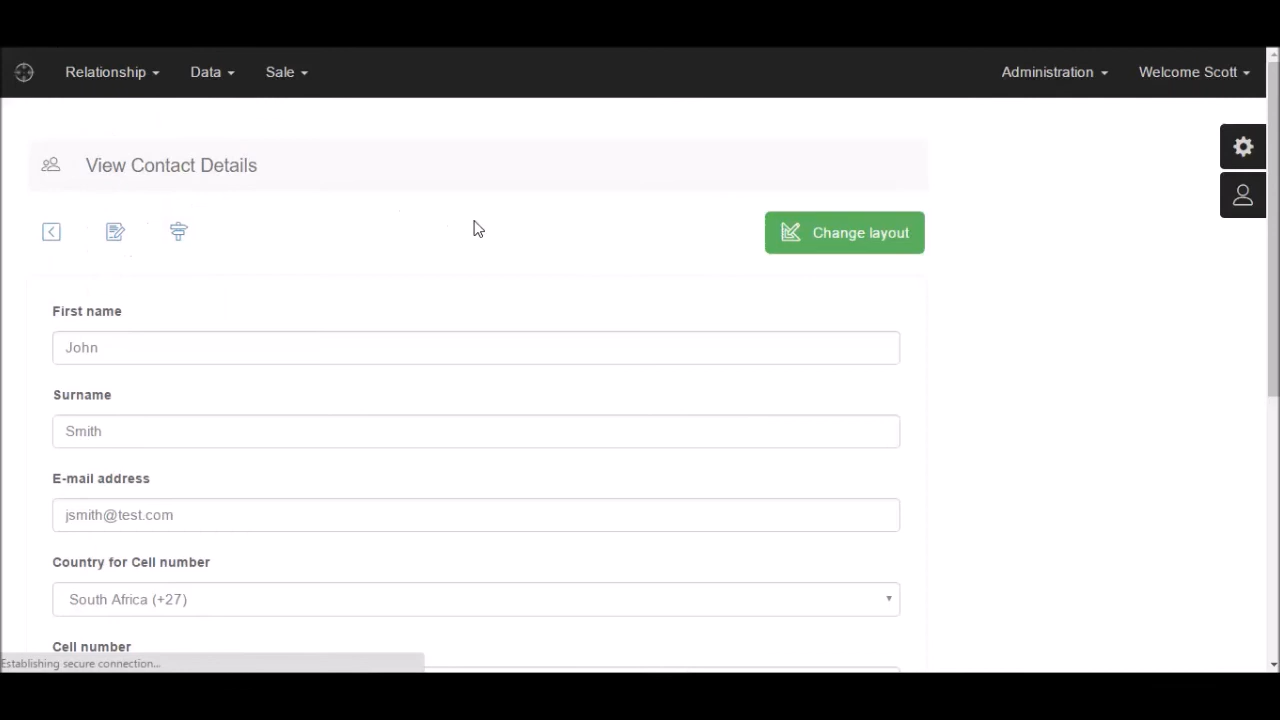 Relationship Data Sale Administration Welcome Scott
View Contact Details
Change layout
First name
John
Surname
Smith
E-mail address
jsmith@test.com
Country for Cell number
South Africa (+27)
Cell number
Establishing secure connection...